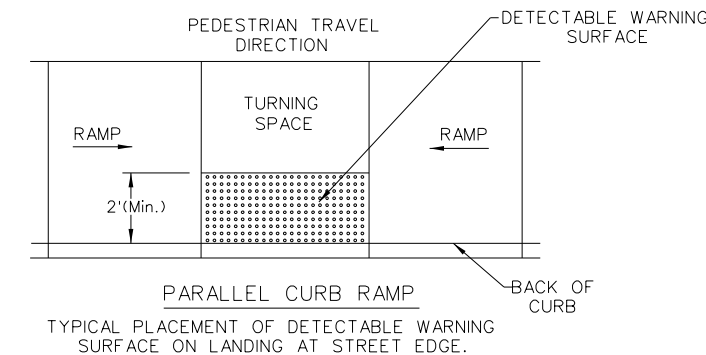 PEDESTRIAN TRAVEL
DIRECTION
DETECTABLE WARNING
SURFACE
TURNING
SPACE
RAMP
RAMP
2'(Min.)
BACK OF
CURB
PARALLEL CURB RAMP
TYPICAL PLACEMENT OF DETECTABLE WARNING
SURFACE ON LANDING AT STREET EDGE.